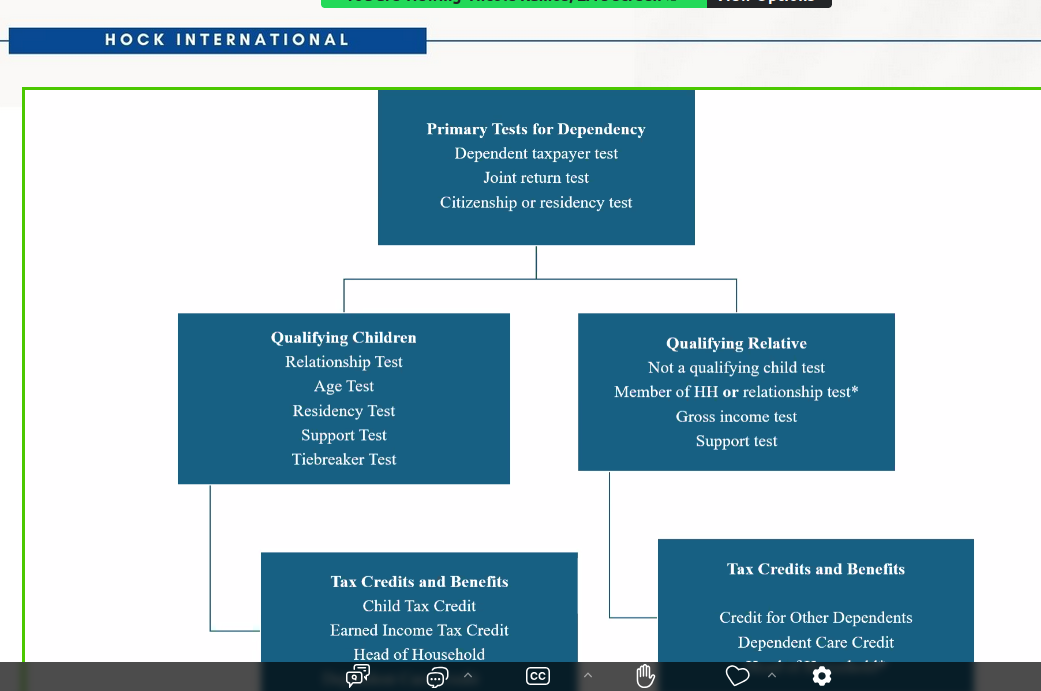 HOCK INTERNATIONAL
Primary Tests for Dependency
Dependent taxpayer test
Joint return test
Citizenship or residency test
Qualifying Children
Relationship Test
Age Test
Residency Test
Support Test
Tiebreaker Test
Qualifying Relative
Not a qualifying child test
Member of HH or relationship test*
Gross income test
Support test
Tax Credits and Benefits
Child Tax Credit
Earned Income Tax Credit
Head of Household
Tax Credits and Benefits
Credit for Other Dependents
Dependent Care Credit
CC